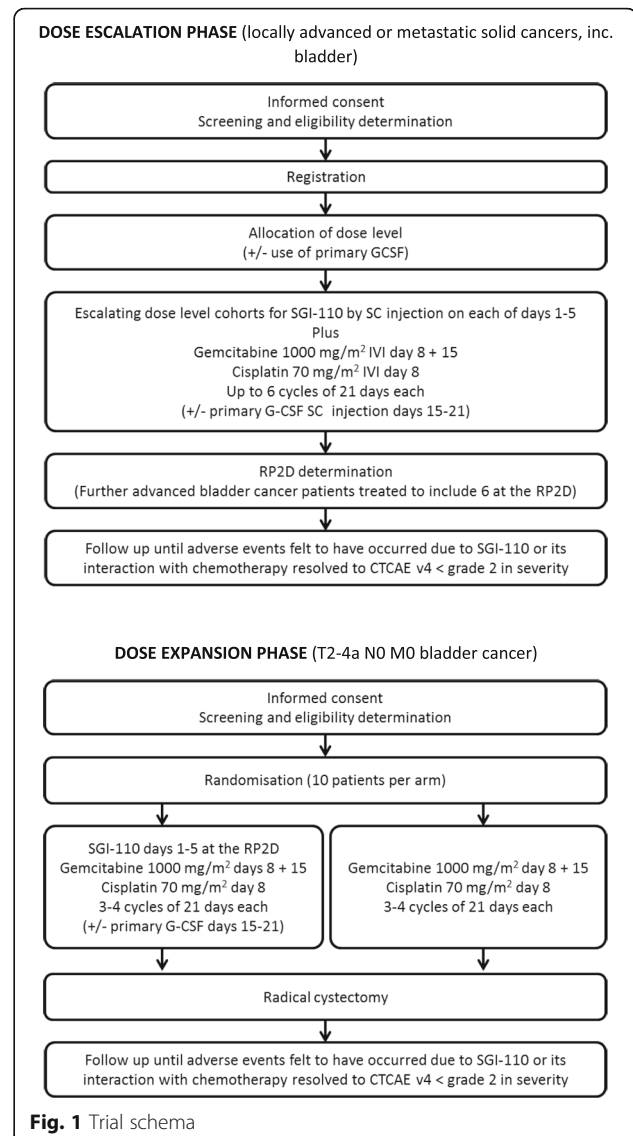 DOSE ESCALATION PHASE (locally advanced or metastatic solid cancers, inc.
bladder)
Informed consent
Screening and eligibility determination
Registration
Allocation of dose level
(+/- use of primary GCSF)
Escalating dose level cohorts for SGI-110 by SC injection on each of days 1-5
Plus
Gemcitabine 1000 mg/m² IVI day 8 + 15
Cisplatin 70 mg/m² IVI day 8
Up to 6 cycles of 21 days each
(+/- primary G-CSF SC injection days 15-21)
RP2D determination
(Further advanced bladder cancer patients treated to include 6 at the RP2D)
Follow up until adverse events felt to have occurred due to SGI-110 or its
interaction with chemotherapy resolved to CTCAE v4 < grade 2 in severity
DOSE EXPANSION PHASE (T2-4a N0 M0 bladder cancer)
Informed consent
Screening and eligibility determination
Randomisation (10 patients per arm)
SGI-110 days 1-5 at the RP2D
Gemcitabine 1000 mg/m² days 8 + 15
Cisplatin 70 mg/m² day 8
3-4 cycles of 21 days each
(+/- primary G-CSF days 15-21)
Gemcitabine 1000 mg/m² day 8 + 15
Cisplatin 70 mg/m² day 8
3-4 cycles of 21 days each
Radical cystectomy
Follow up until adverse events felt to have occurred due to SGI-110 or its
interaction with chemotherapy resolved to CTCAE v4 < grade 2 in severity
Fig. 1 Trial schema